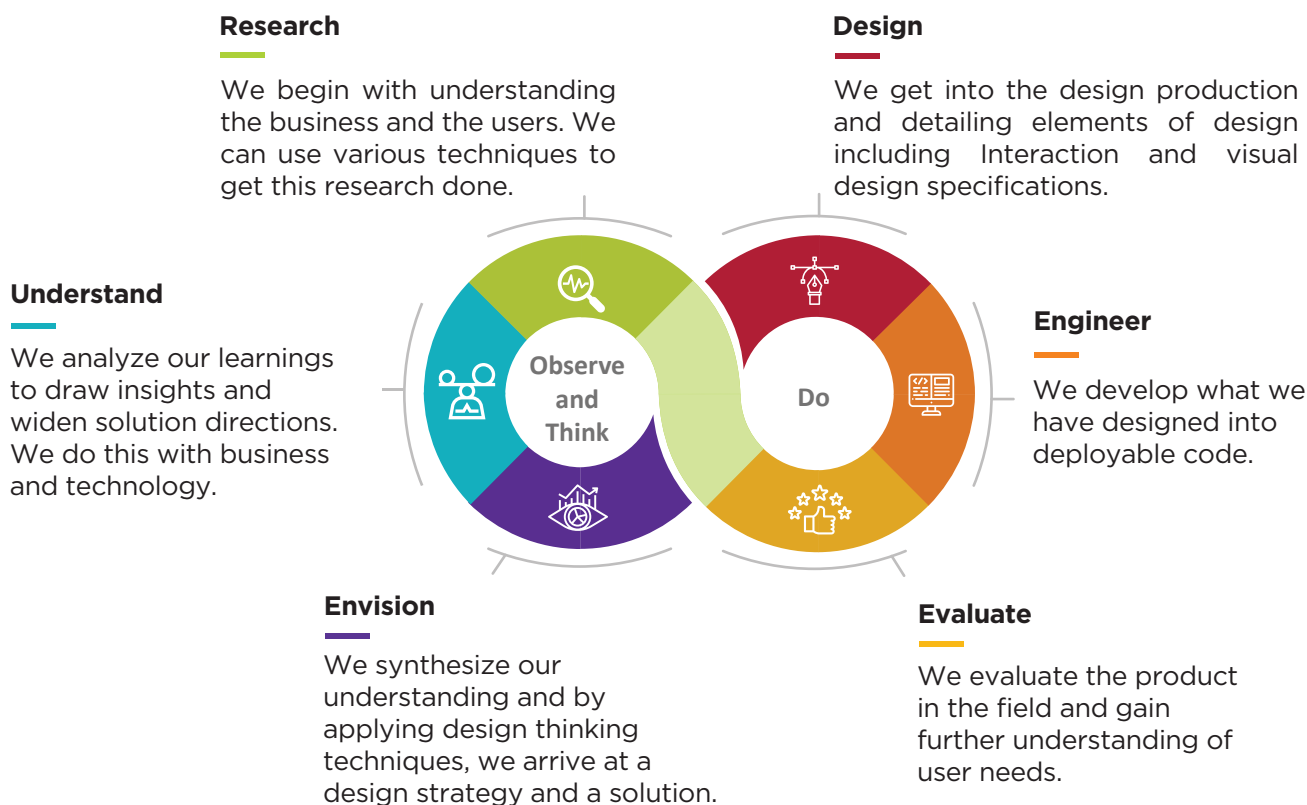 Research
We begin with understanding
the business and the users. We
can use various techniques to
get this research done.
Design
We get into the design production
and detailing elements of design
including Interaction and visual
design specifications.
Understand
We analyze our learnings
to draw insights and
widen solution directions.
We do this with business
and technology.
Observe
and
Think
Do
Engineer
We develop what we
have designed into
deployable code.
Envision
We synthesize our
understanding and by
applying design thinking
techniques, we arrive at a
design strategy and a solution.
Evaluate
We evaluate the product
in the field and gain
further understanding of
user needs.